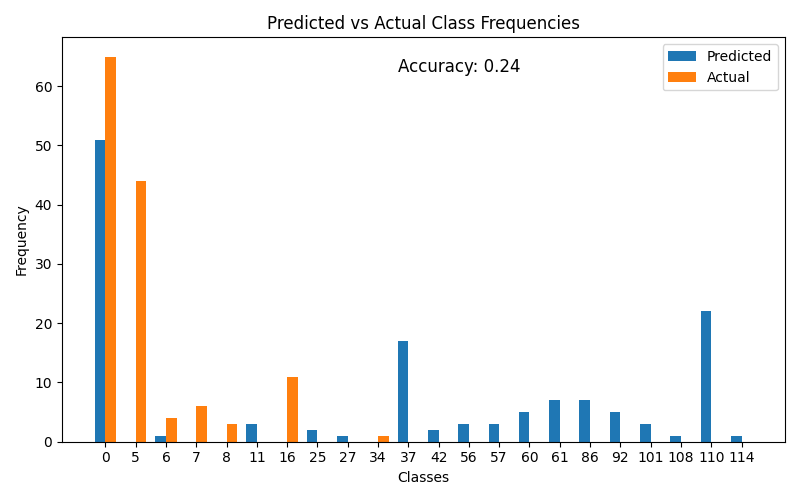 Predicted vs Actual Class Frequencies
Accuracy: 0.24
Predicted
Actual
Frequency
60
50
40
30
20
10
0
0 5 6 7 8 11 16 25 27 34 37 42 56 57 60 61 86 92 101 108 110 114
Classes